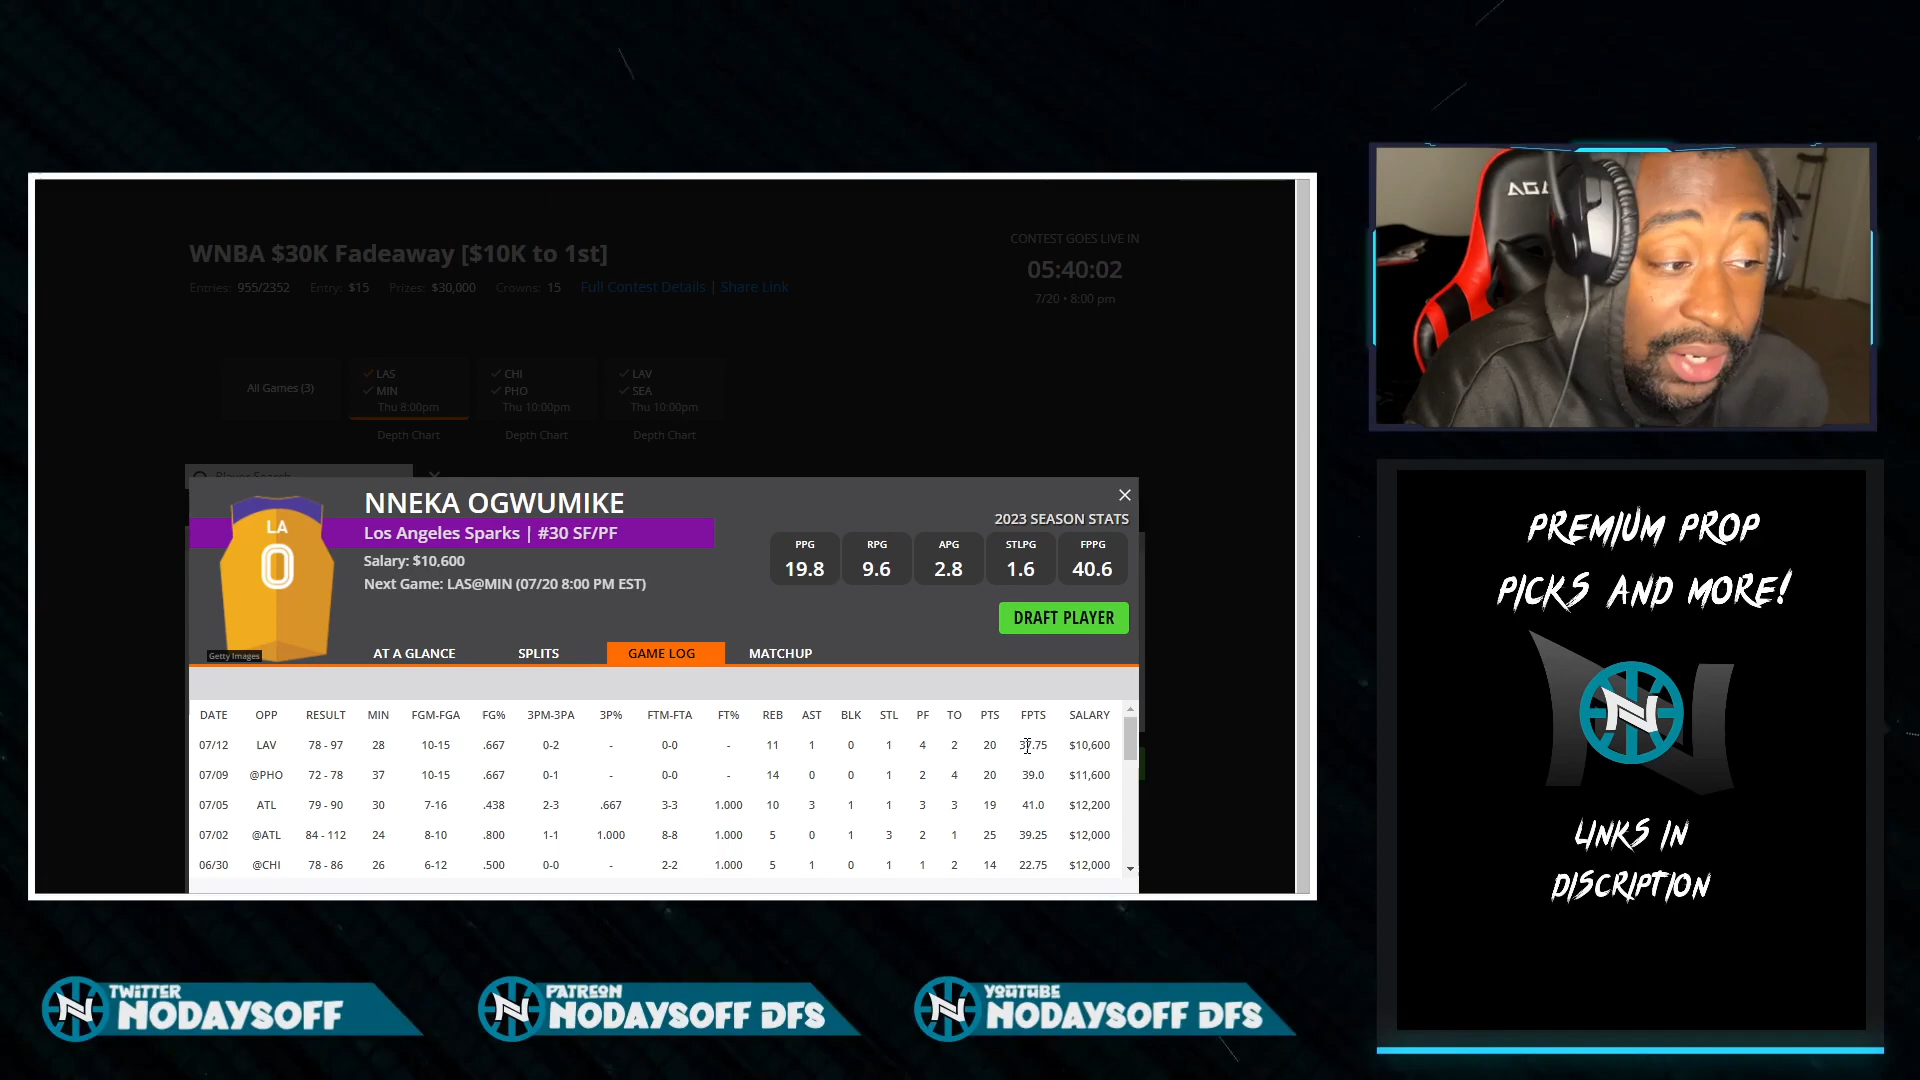 WNBA $30K Fadeaway [$10K to 1st]
Entries: 955/2352 Entry: $15 Prizes: $30,000 Crowns: 15 Full Contest Details | Share Link
CONTEST GOES LIVE IN
05:40:02
7/20 • 8:00 pm
All Games (3)
LAS
MIN
Thu 8:00pm
Depth Chart
CHI
PHO
Thu 10:00pm
Depth Chart
LAV
SEA
Thu 10:00pm
Depth Chart
Player Search
LA
0
Getty Images
NNEKA OGWUMIKE
Los Angeles Sparks | #30 SF/PF
Salary: $10,600
Next Game: LAS@MIN (07/20 8:00 PM EST)
2023 SEASON STATS
PPG RPG APG STLPG FPPG
19.8 9.6 2.8 1.6 40.6
DRAFT PLAYER
AT A GLANCE SPLITS GAME LOG MATCHUP
DATE OPP RESULT MIN FGM-FGA FG% 3PM-3PA 3P% FTM-FTA FT% REB AST BLK STL PF TO PTS FPTS SALARY
07/12 LAV 78 - 97 28 10-15 .667 0-2 - 0-0 - 11 1 0 1 4 2 20 37.75 $10,600
07/09 @PHO 72 - 78 37 10-15 .667 0-1 - 0-0 - 14 0 0 1 2 4 20 39.0 $11,600
07/05 ATL 79 - 90 30 7-16 .438 2-3 .667 3-3 1.000 10 3 1 1 3 3 19 41.0 $12,200
07/02 @ATL 84 - 112 24 8-10 .800 1-1 1.000 8-8 1.000 5 0 1 3 2 1 25 39.25 $12,000
06/30 @CHI 78 - 86 26 6-12 .500 0-0 - 2-2 1.000 5 1 0 1 1 2 14 22.75 $12,000
PREMIUM PROP
PICKS AND MORE!
LINKS IN
DISCRIPTION
TWITTER
NODAYSOFF
PATREON
NODAYSOFF DFS
YOUTUBE
NODAYSOFF DFS